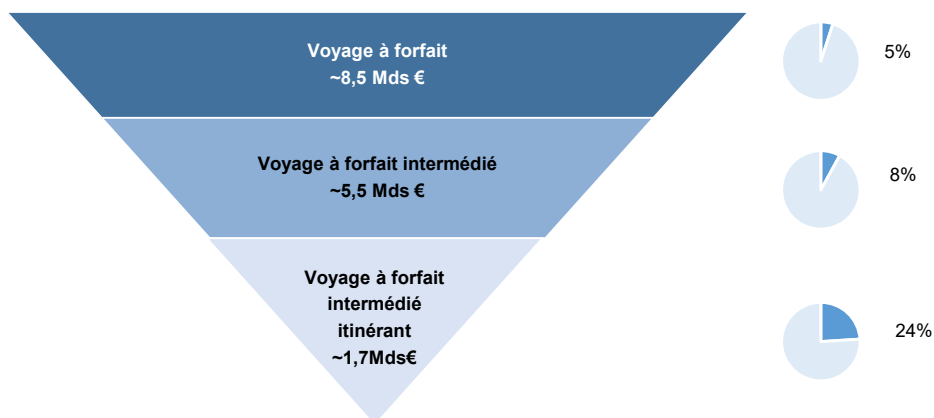 Voyage à forfait
~8,5 Mds €
5%
Voyage à forfait intermédié
~5,5 Mds €
8%
Voyage à forfait
intermédié
itinérant
~1,7Mds€
24%